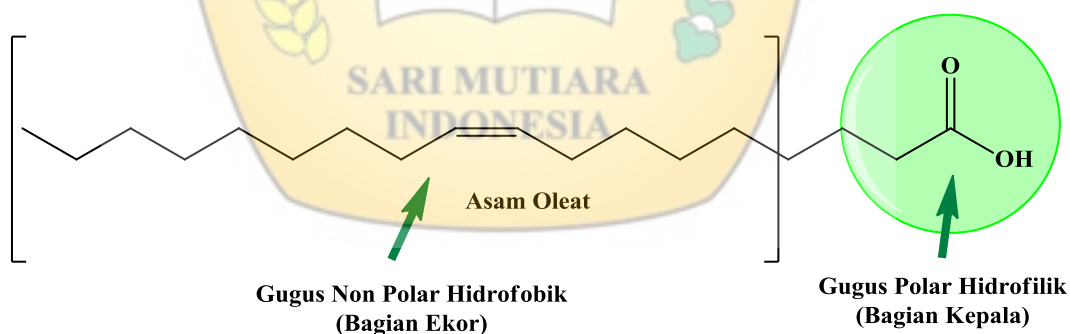 SARI MUTIARA
INDONESIA
O
OH
Asam Oleat
Gugus Non Polar Hidrofobik
(Bagian Ekor)
Gugus Polar Hidrofilik
(Bagian Kepala)